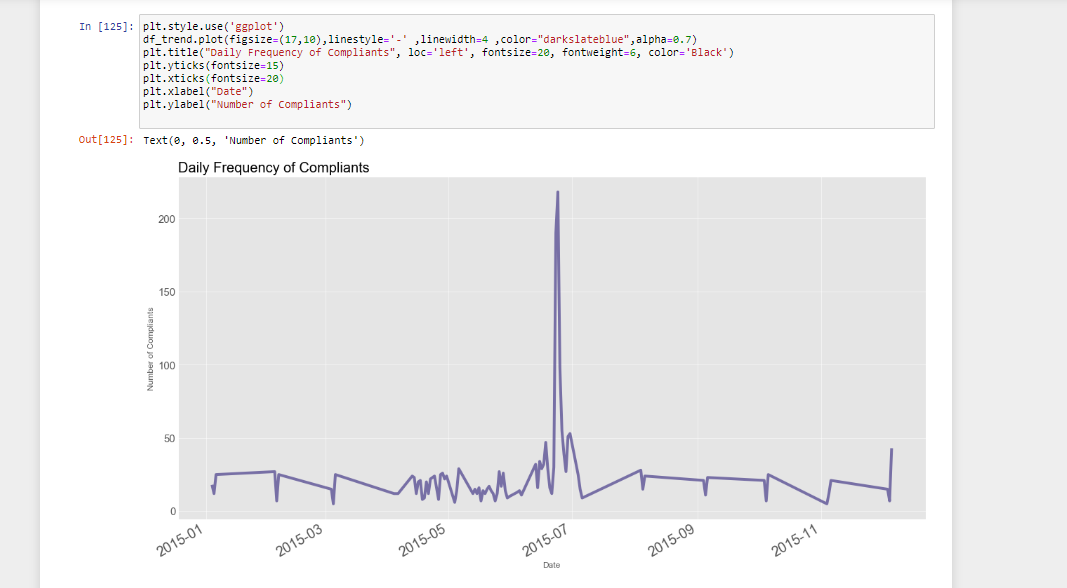 In [125]: plt.style.use('ggplot')
df_trend.plot(figsize=(17,10),linestyle='-' ,linewidth=4 ,color="darkslateblue",alpha=0.7)
plt.title("Daily Frequency of Compliants", loc='left', fontsize=20, fontweight=6, color='Black')
plt.yticks(fontsize=15)
plt.xticks(fontsize=20)
plt.xlabel("Date")
plt.ylabel("Number of Compliants")
Out[125]: Text(0, 0.5, 'Number of Compliants')
Daily Frequency of Compliants
200
150
100
50
0
Number of Compliants
2015-01
2015-03
2015-05
2015-07
2015-09
2015-11
Date